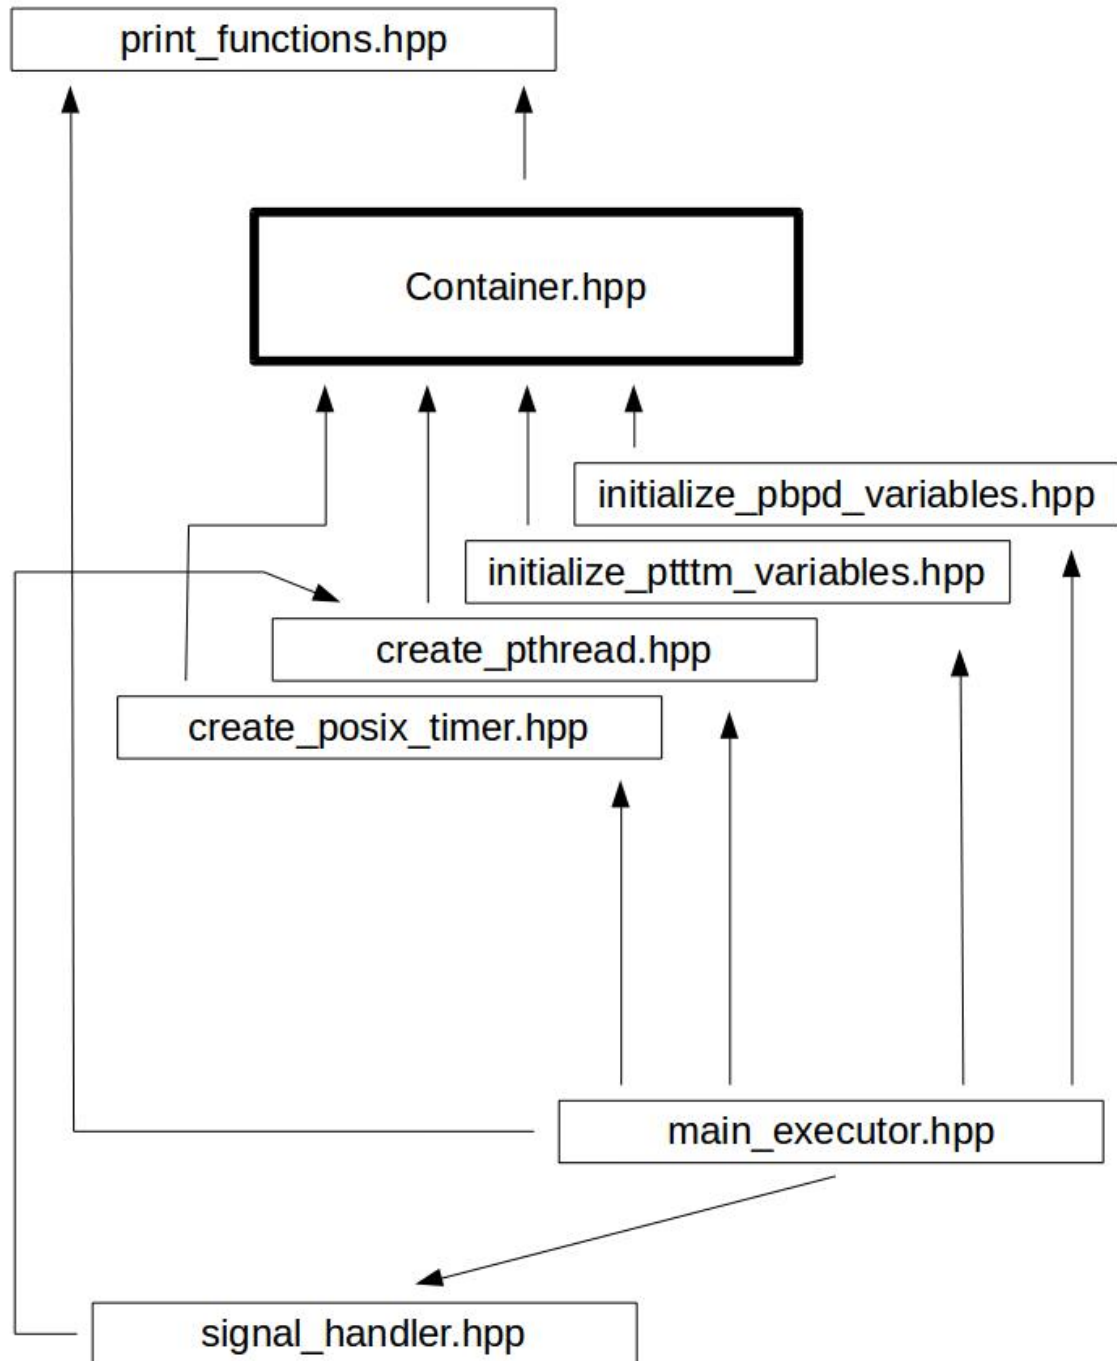 print_functions.hpp
Container.hpp
initialize_pbpd_variables.hpp
initialize_ptttm_variables.hpp
create_pthread.hpp
create_posix_timer.hpp
main_executor.hpp
signal_handler.hpp